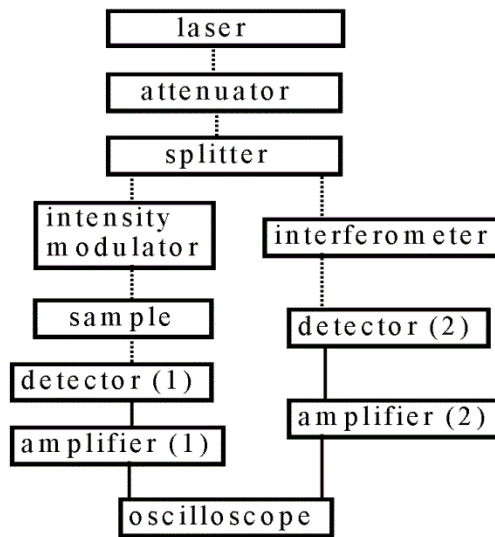 laser
attenuator
splitter
intensity
modulator
interferometer
sample
detector (2)
detector (1)
amplifier (2)
amplifier (1)
oscilloscope